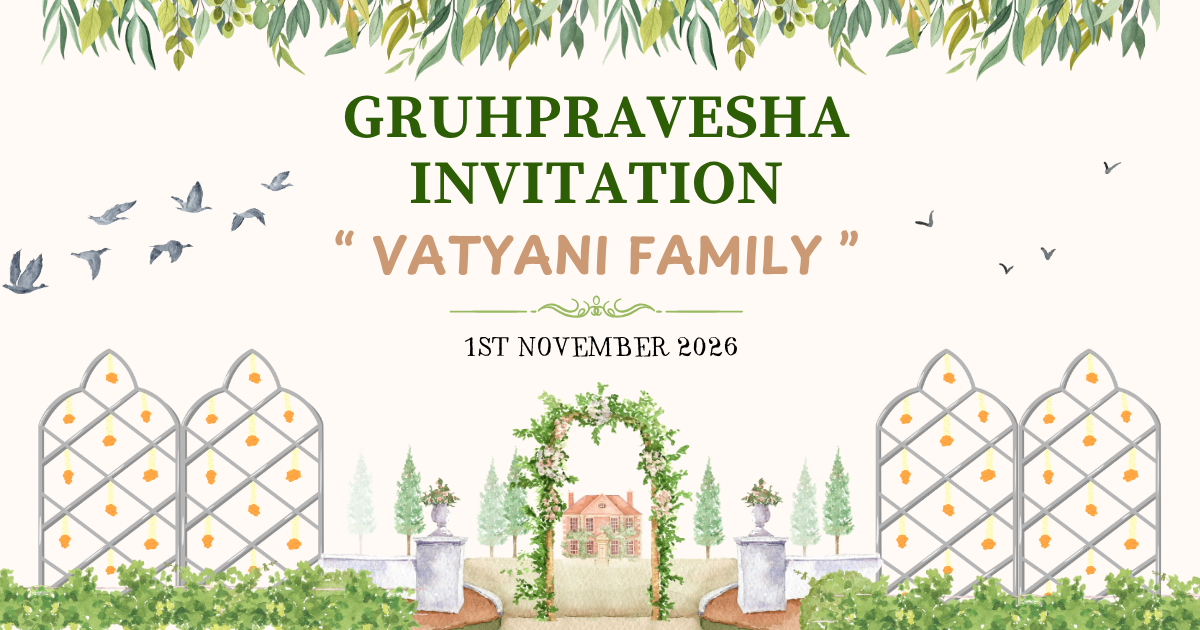 GRUHPRAVESHA
INVITATION
“ VATYANI FAMILY ”
1ST NOVEMBER 2026